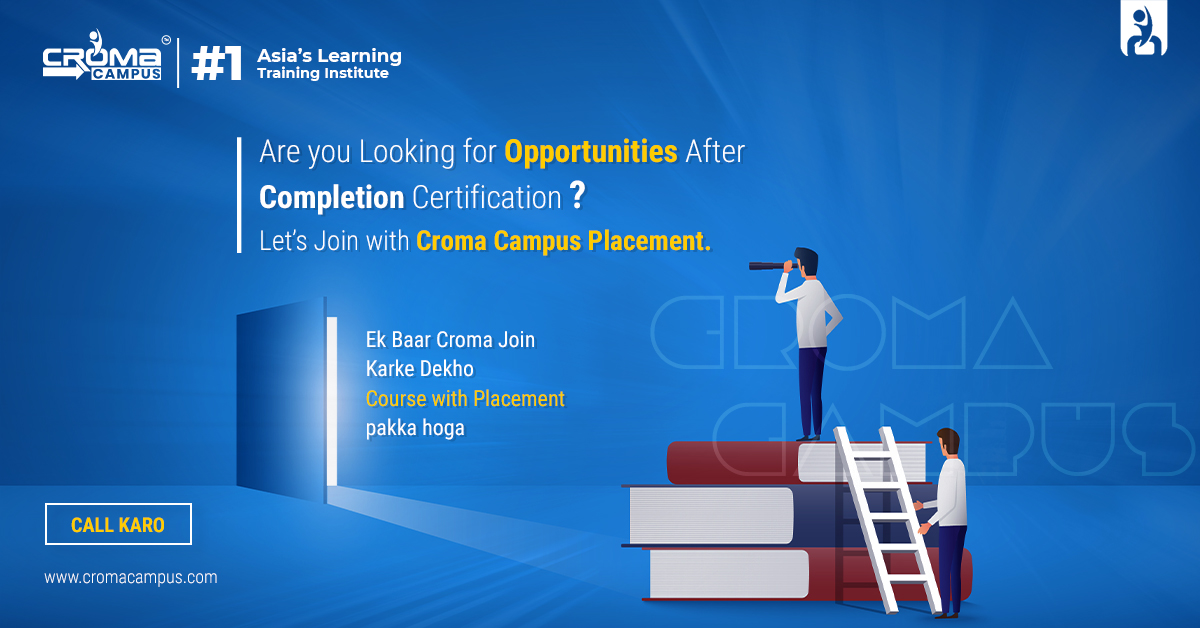 CROMA
CAMPUS
#1
Asia's Learning
Training Institute
Are you Looking for Opportunities After
Completion Certification ?
Let's Join with Croma Campus Placement.
Ek Baar Croma Join
Karke Dekho
Course with Placement
pakka hoga
CROMA
CAMPUS
CALL KARO
www.cromacampus.com